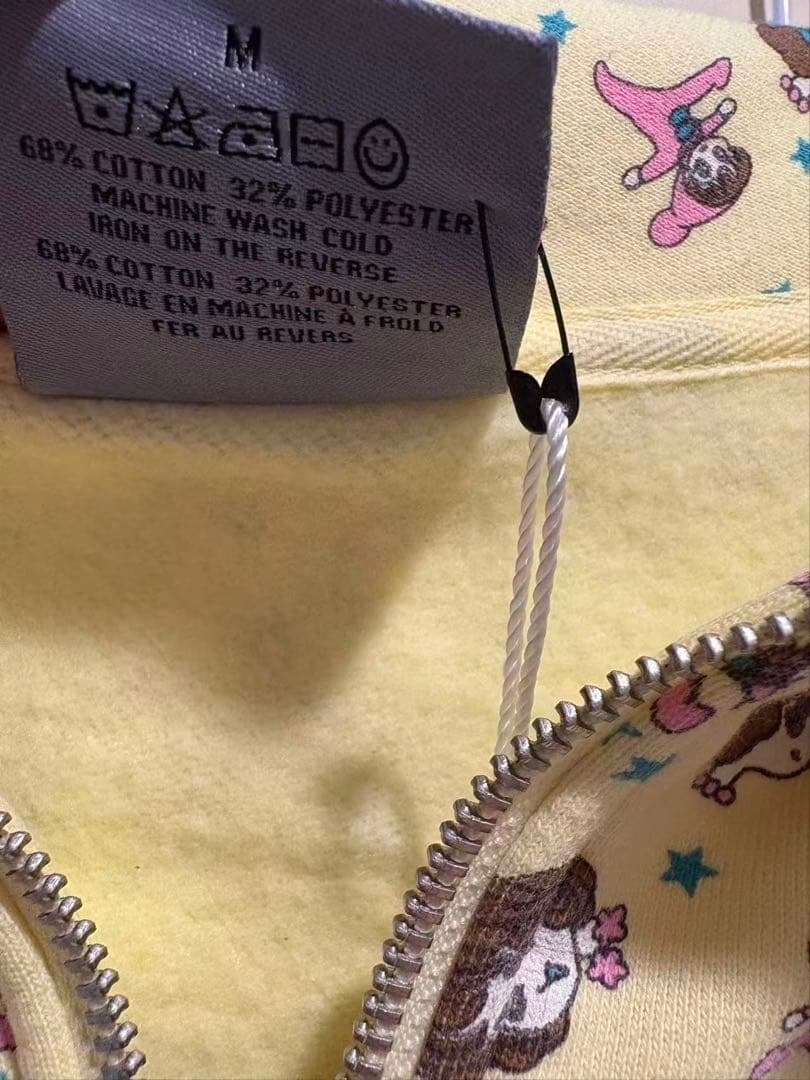 M
68% COTTON 32% POLYESTER
MACHINE WASH COLD
IRON ON THE REVERSE
68% COTTON 32% POLYESTER
LAVAGE EN MACHINE À FROLD
FER AU REVERS